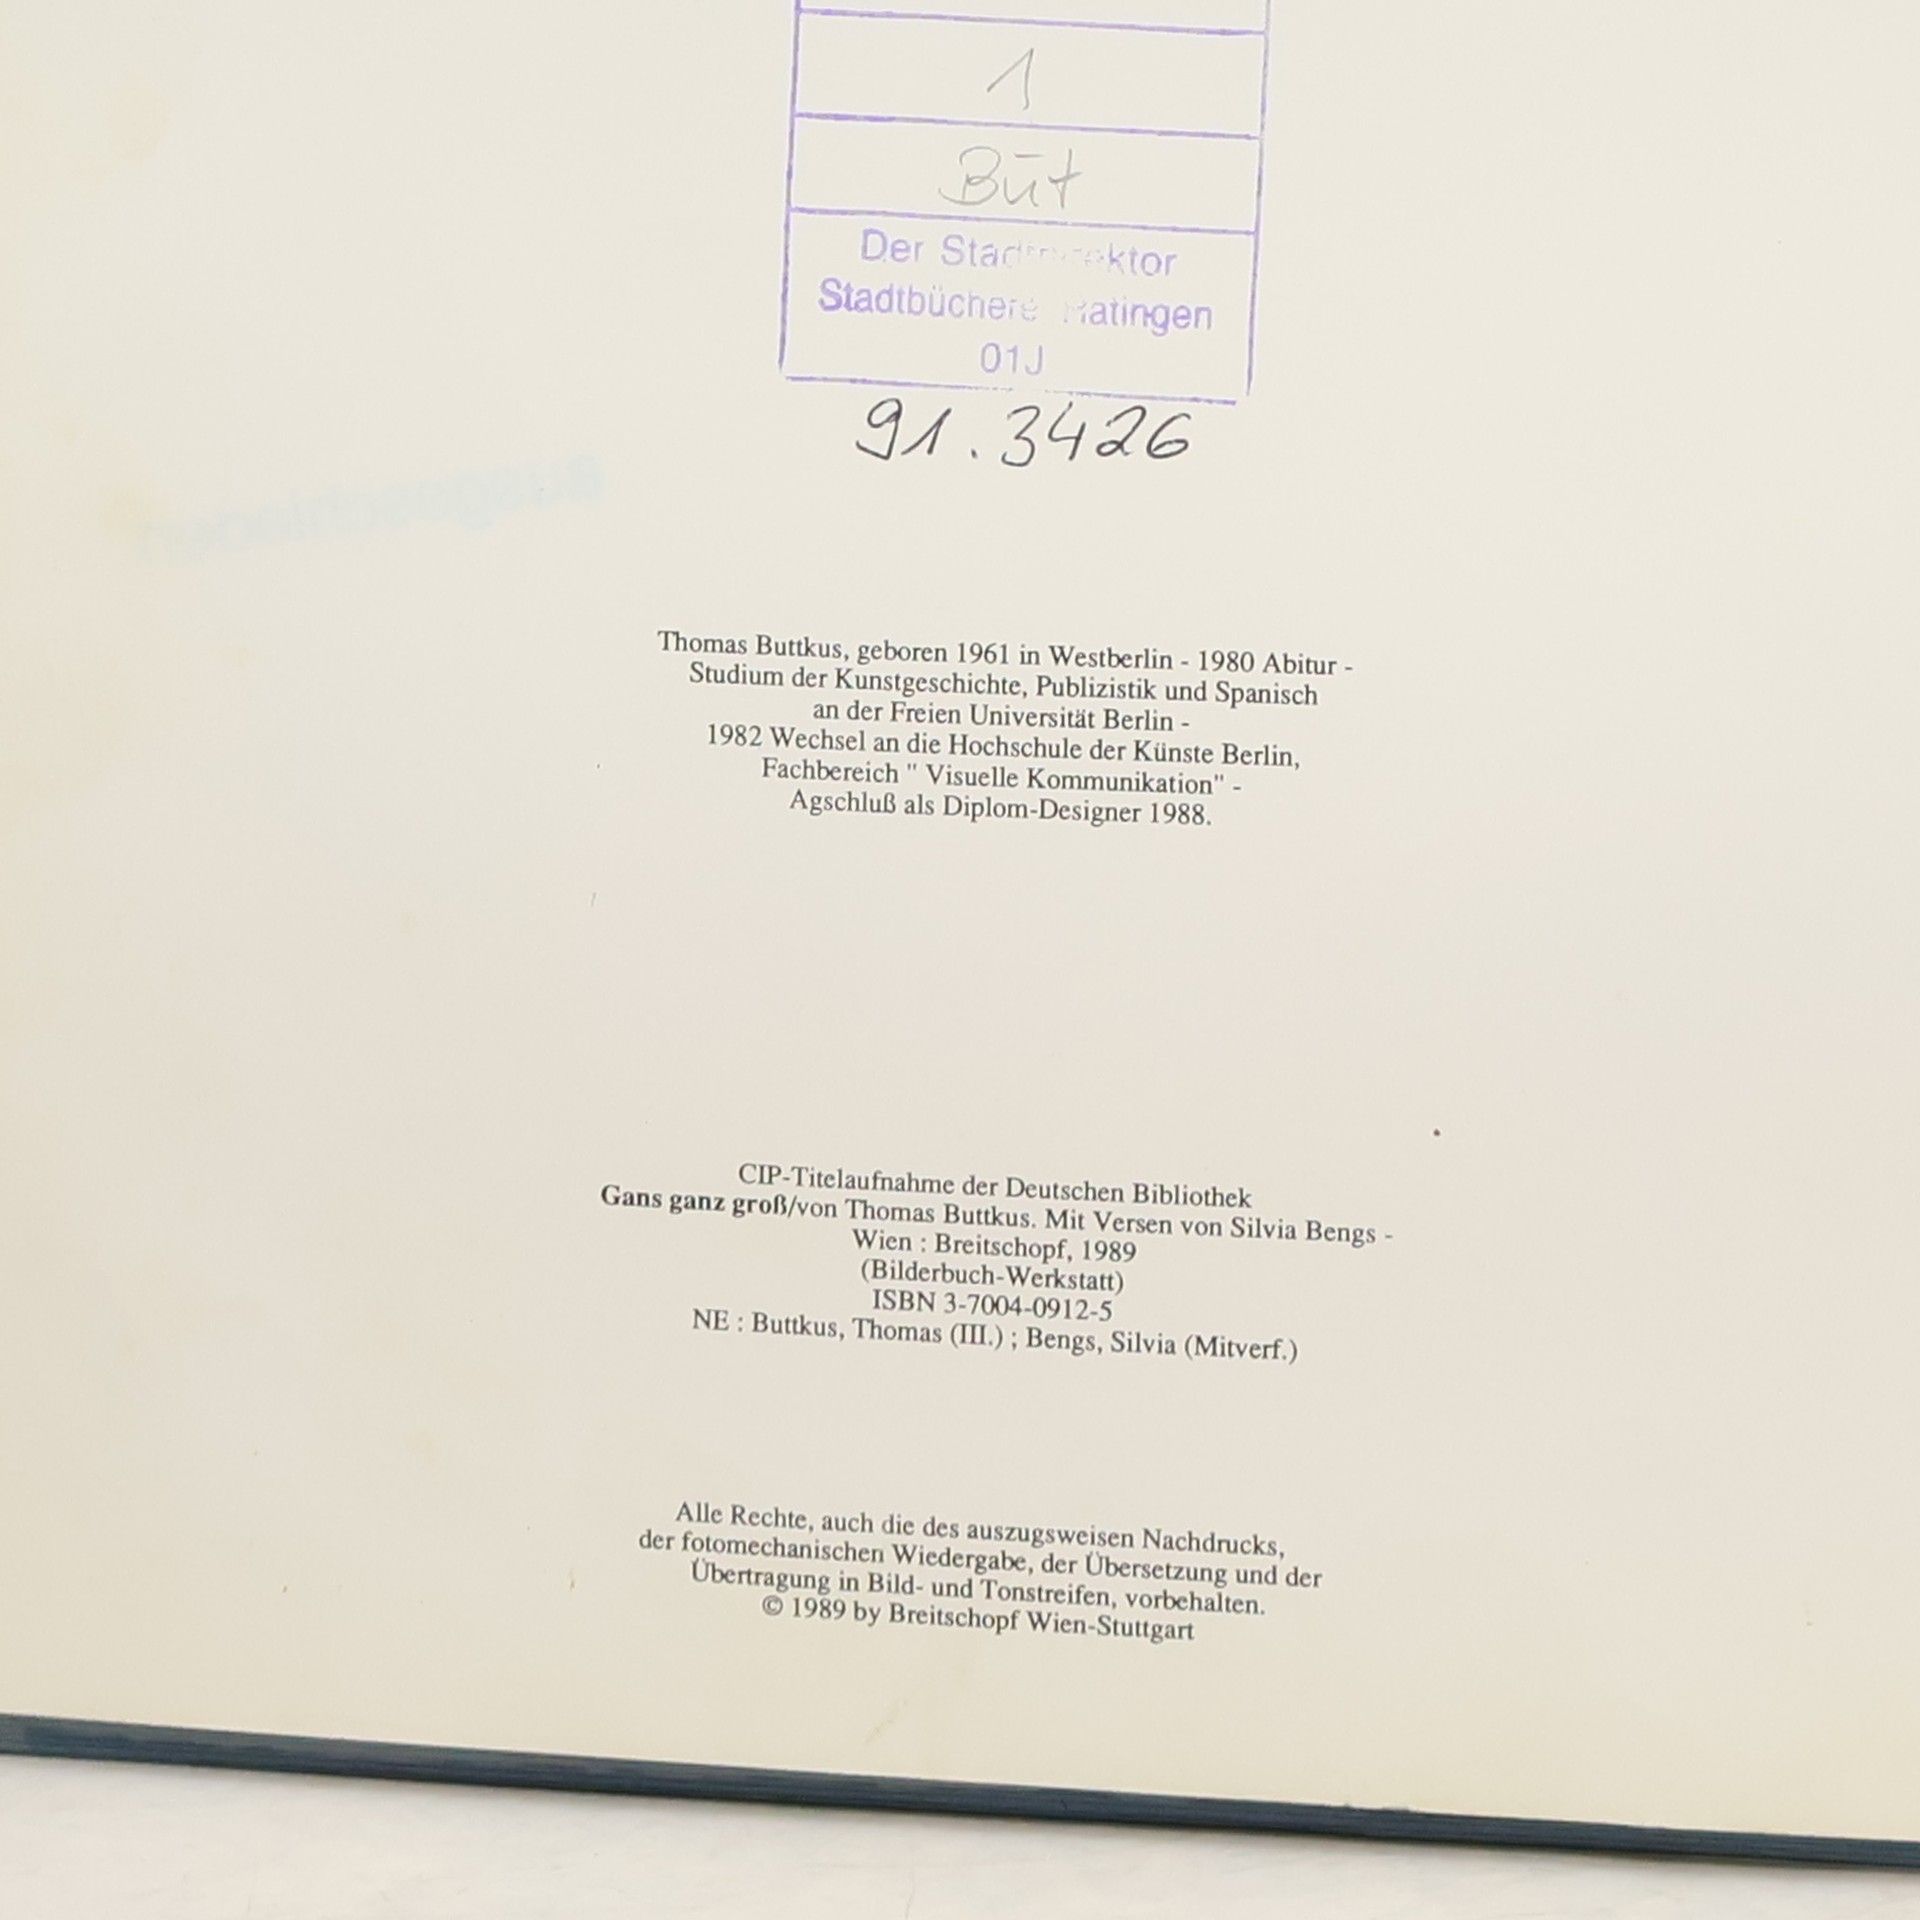 1
Büt
Der Stadtdirektor
Stadtbücherei Ratingen
01J
91.3426
Thomas Buttkus, geboren 1961 in Westberlin - 1980 Abitur -
Studium der Kunstgeschichte, Publizistik und Spanisch
an der Freien Universität Berlin -
1982 Wechsel an die Hochschule der Künste Berlin,
Fachbereich " Visuelle Kommunikation" -
Agschluß als Diplom-Designer 1988.
CIP-Titelaufnahme der Deutschen Bibliothek
Gans ganz groß/von Thomas Buttkus. Mit Versen von Silvia Bengs -
Wien : Breitschopf, 1989
(Bilderbuch-Werkstatt)
ISBN 3-7004-0912-5
NE : Buttkus, Thomas (III.) ; Bengs, Silvia (Mitverf.)
Alle Rechte, auch die des auszugsweisen Nachdrucks,
der fotomechanischen Wiedergabe, der Übersetzung und der
Übertragung in Bild- und Tonstreifen, vorbehalten.
© 1989 by Breitschopf Wien-Stuttgart